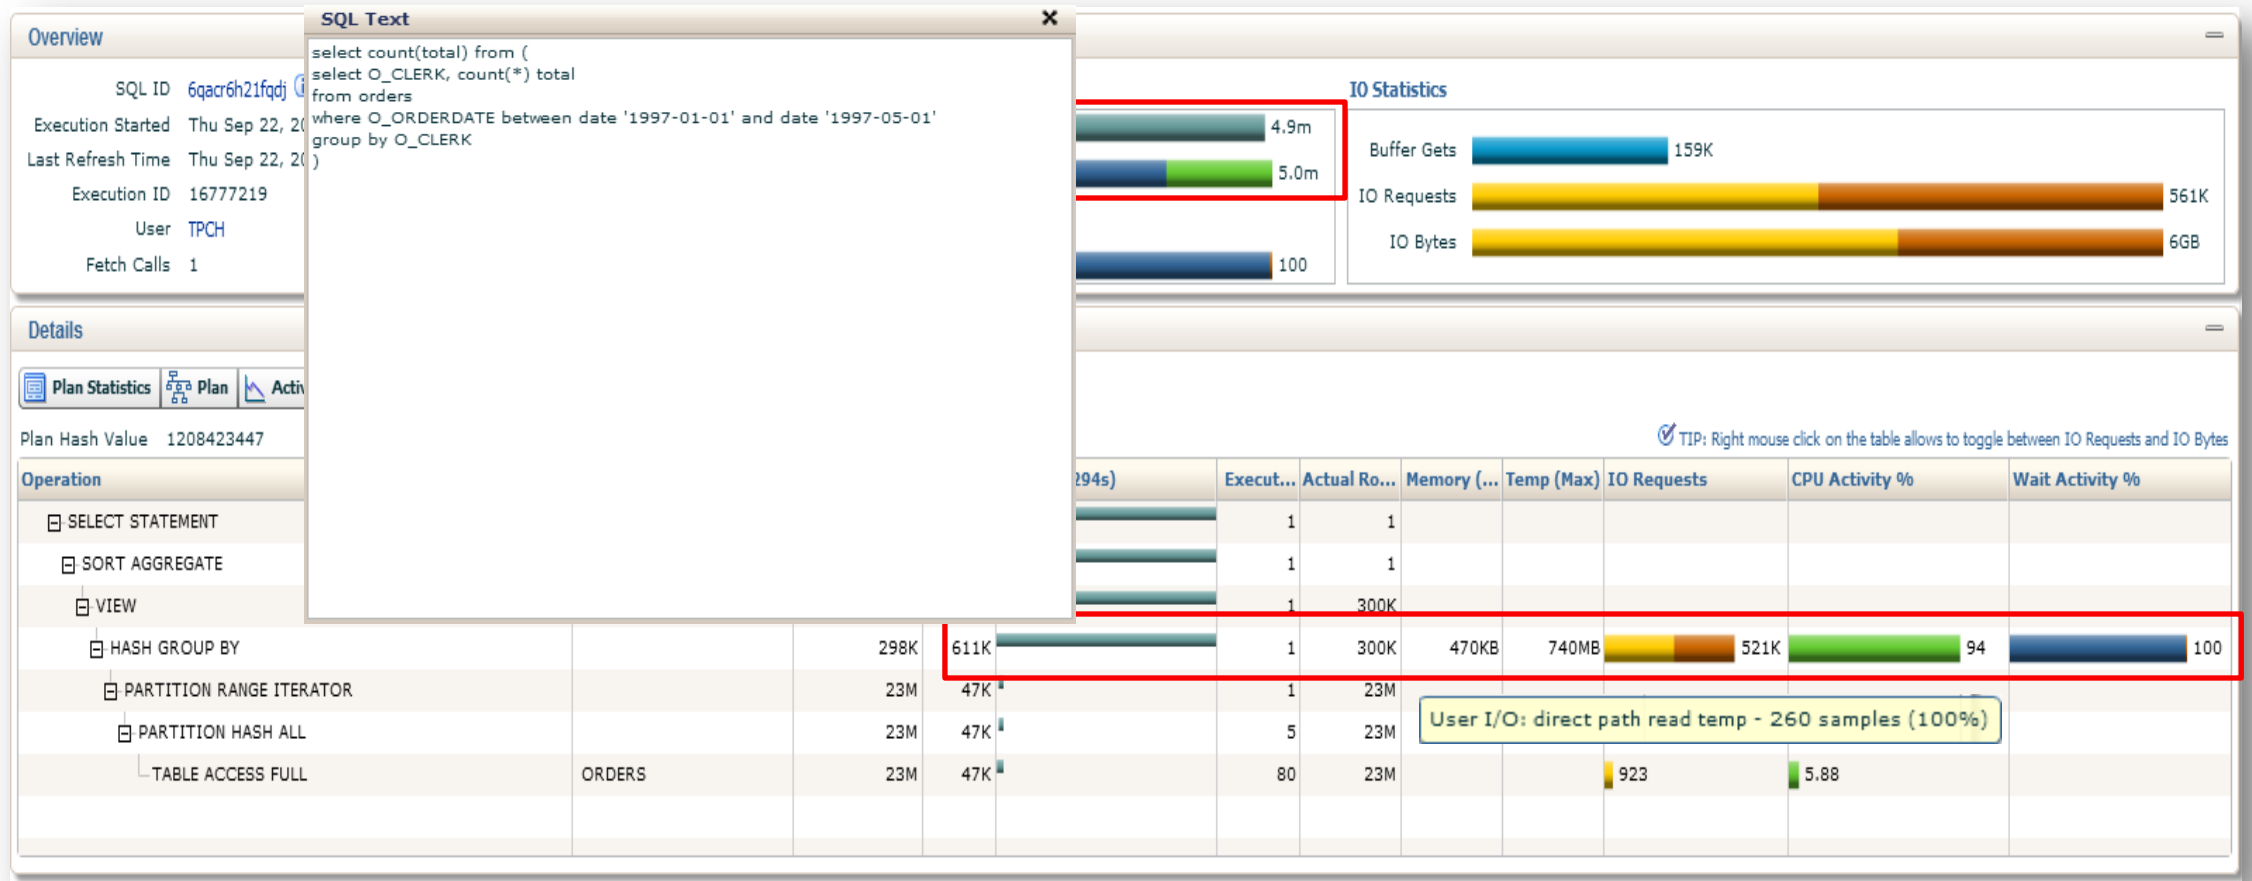 SQL Text
Overview
select count(total) from (
select O_CLERK, count(*) total
from orders
where O_ORDERDATE between date '1997-01-01' and date '1997-05-01'
group by O_CLERK
)
SQL ID 6qacr6h21fqdj
Execution Started Thu Sep 22, 20
Last Refresh Time Thu Sep 22, 20
Execution ID 16777219
User TPCH
Fetch Calls 1
4.9m
5.0m
100
IO Statistics
Buffer Gets 159K
IO Requests 561K
IO Bytes 6GB
Details
Plan Statistics Plan Activ
Plan Hash Value 1208423447
TIP: Right mouse click on the table allows to toggle between IO Requests and IO Bytes
Operation 294s) Execut... Actual Ro... Memory (... Temp (Max) IO Requests CPU Activity % Wait Activity %
SELECT STATEMENT 1 1
SORT AGGREGATE 1 1
VIEW 1 300K
HASH GROUP BY 298K 611K 1 300K 470KB 740MB 521K 94 100
PARTITION RANGE ITERATOR 23M 47K 1 23M
User I/O: direct path read temp - 260 samples (100%)
PARTITION HASH ALL 23M 47K 5 23M
TABLE ACCESS FULL ORDERS 23M 47K 80 23M 923 5.88